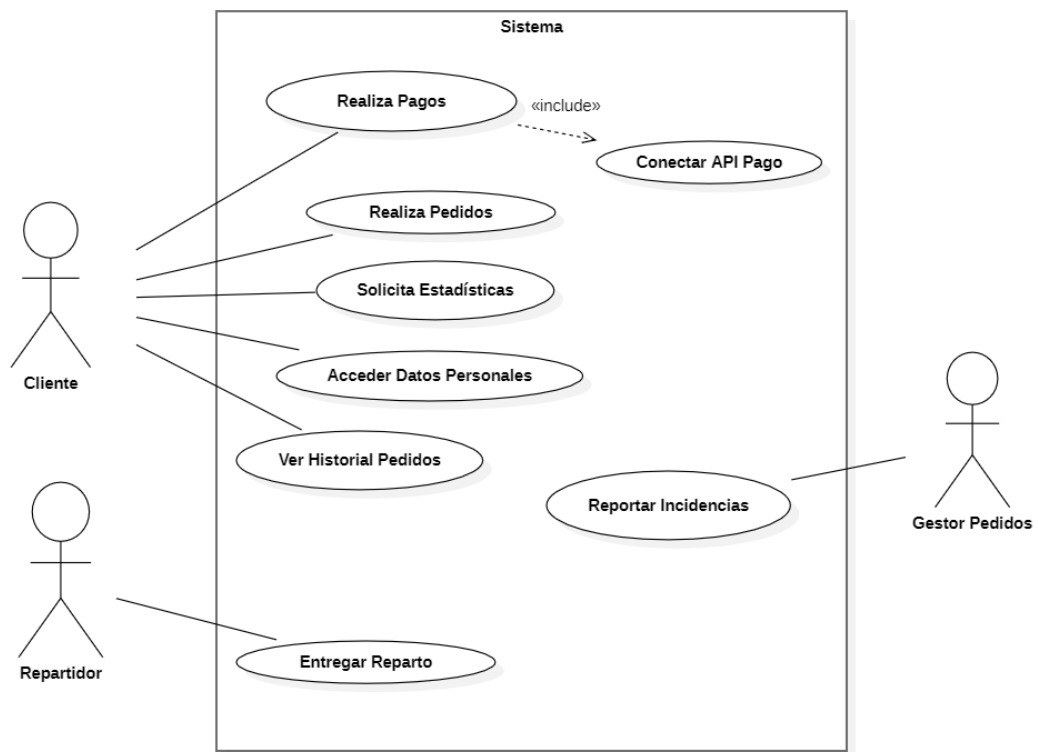 Sistema
Realiza Pagos
«include»
Conectar API Pago
Realiza Pedidos
Solicita Estadísticas
Acceder Datos Personales
Cliente
Ver Historial Pedidos
Reportar Incidencias
Gestor Pedidos
Entregar Reparto
Repartidor